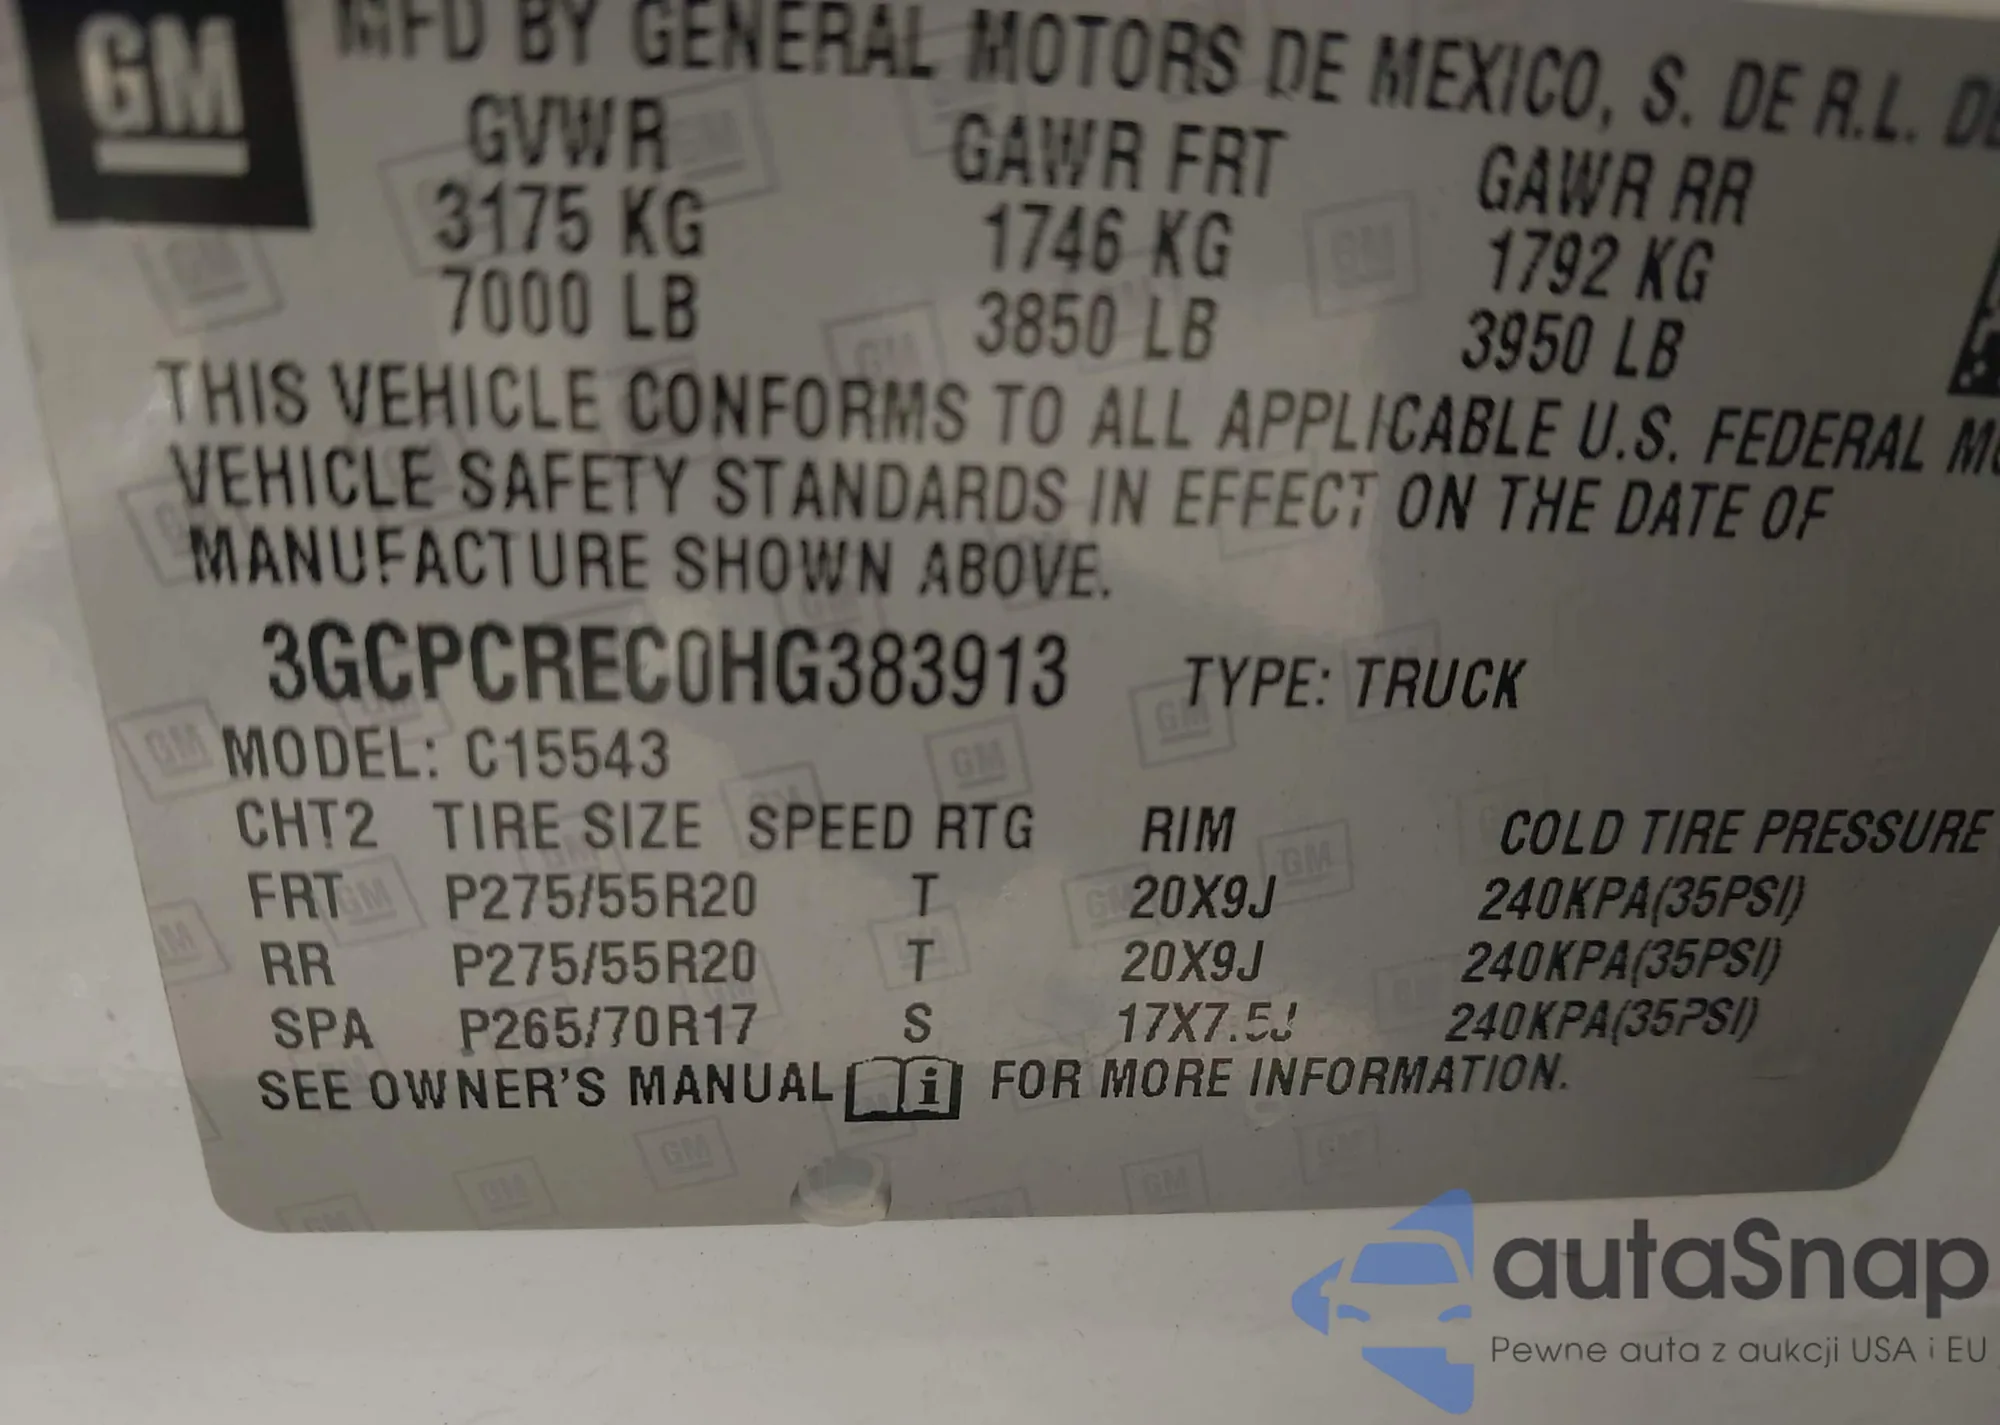 GM
MFD BY GENERAL MOTORS DE MEXICO, S. DE R.L. DE
GVWR GAWR FRT GAWR RR
3175 KG 1746 KG 1792 KG
7000 LB 3850 LB 3950 LB
THIS VEHICLE CONFORMS TO ALL APPLICABLE U.S. FEDERAL
VEHICLE SAFETY STANDARDS IN EFFECT ON THE DATE OF
MANUFACTURE SHOWN ABOVE.
3GCPCREC0HG383913 TYPE: TRUCK
MODEL: C15543
CHT2 TIRE SIZE SPEED RTG RIM COLD TIRE PRESSURE
FRT P275/55R20 T 20X9J 240KPA(35PSI)
RR P275/55R20 T 20X9J 240KPA(35PSI)
SPA P265/70R17 S 17X7.5J 240KPA(35PSI)
SEE OWNER'S MANUAL i FOR MORE INFORMATION.
autaSnap
Pewne auta z aukcji USA i EU